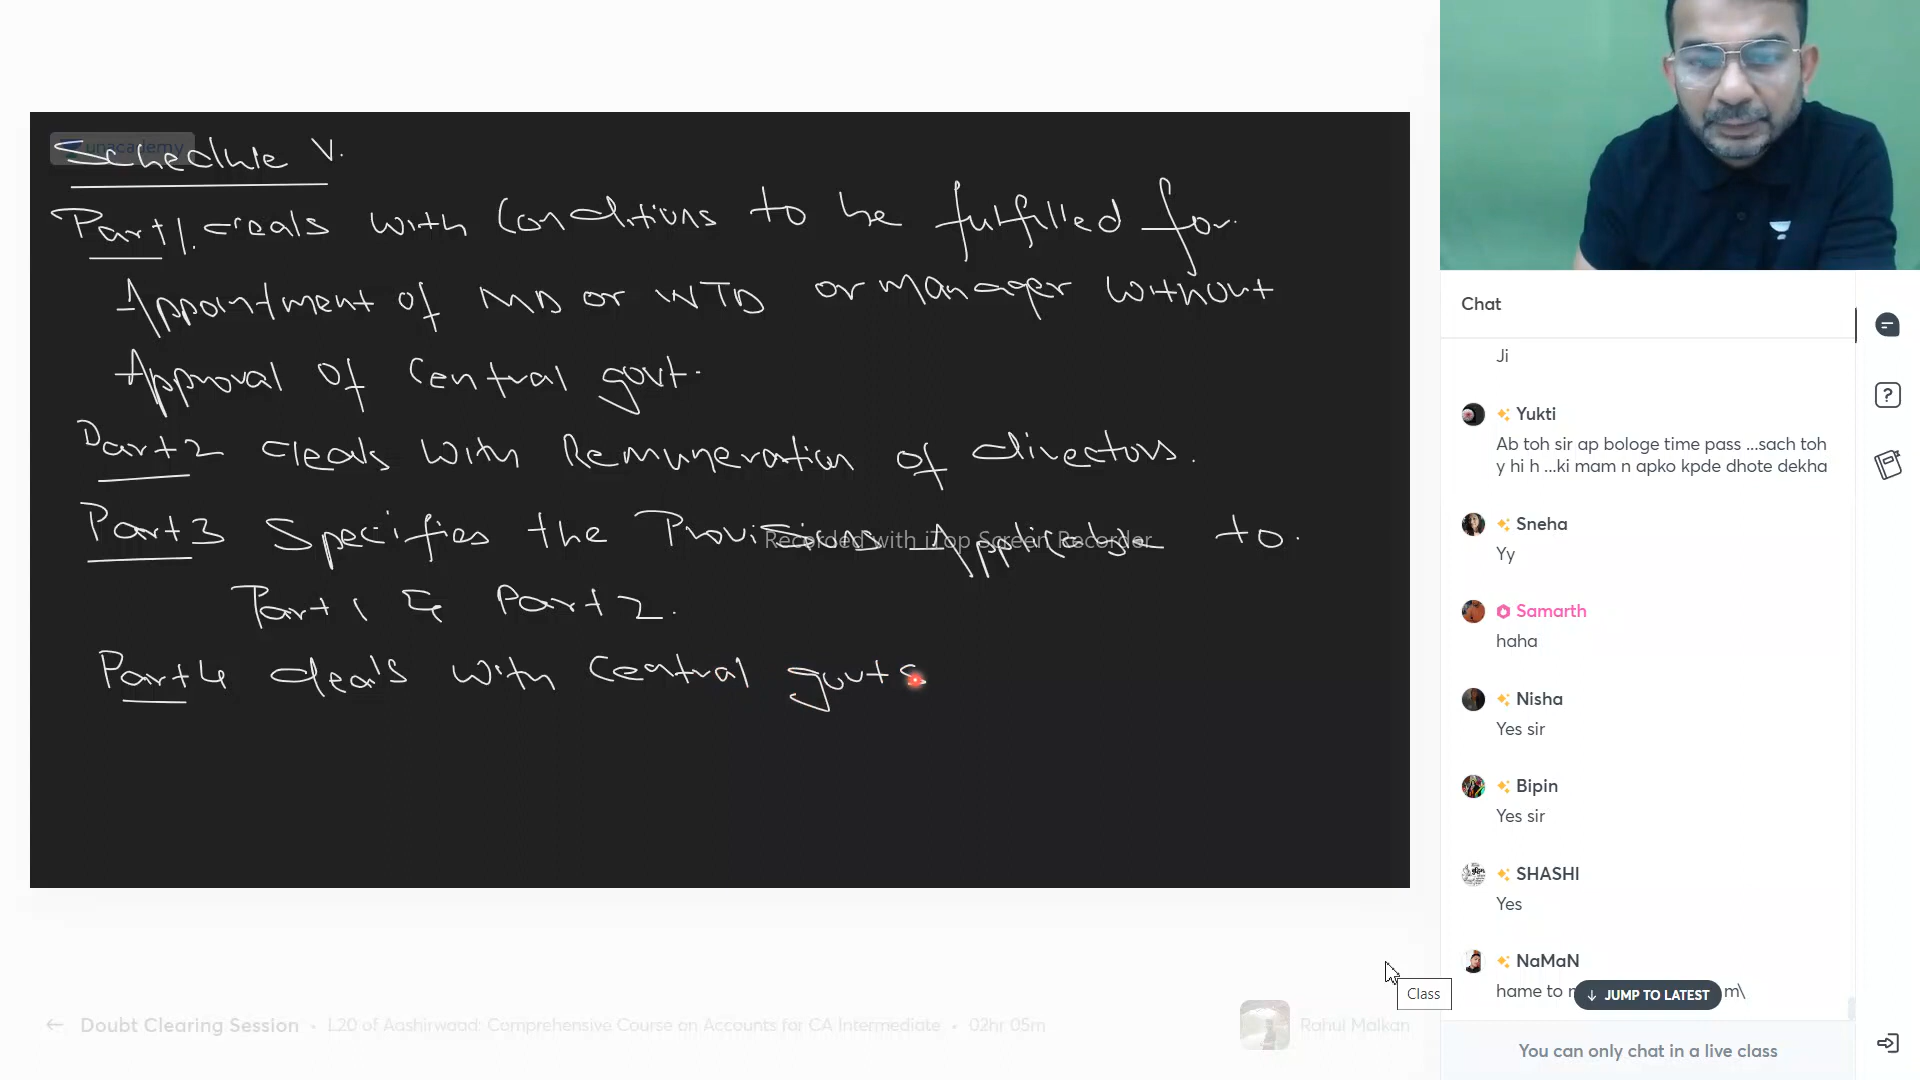 unacademy
Schedule V.
Part 1. deals with Conditions to be fulfilled for
Appointment of MD or WTD or manager without
Approval of Central govt.
Part 2 deals with Remuneration of directors.
Part 3 Specifies the Provisions Applicable to.
Part 1 & Part 2.
Part 4 deals with Central govt s
Recorded with iTop Screen Recorder
Doubt Clearing Session • L20 of Aashirwaad: Comprehensive Course on Accounts for CA Intermediate • 02hr 05m
Rahul Malkan
Class
Chat
Ji
Yukti
Ab toh sir ap bologe time pass ...sach toh
y hi h ...ki mam n apko kpde dhote dekha
Sneha
Yy
Samarth
haha
Nisha
Yes sir
Bipin
Yes sir
SHASHI
Yes
NaMaN
hame to m\
JUMP TO LATEST
You can only chat in a live class